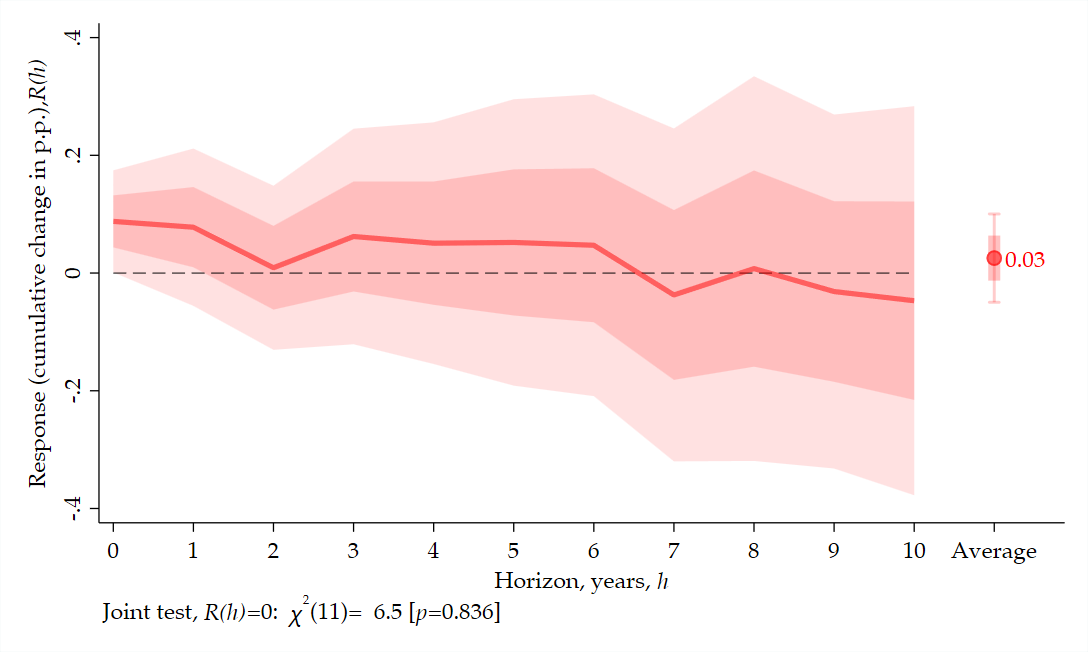 Response (cumulative change in p.p.),R(h)
.4
.2
0
-.2
-.4
0.03
0 1 2 3 4 5 6 7 8 9 10 Average
Horizon, years, h
Joint test, R(h)=0: χ²(11)= 6.5 [p=0.836]